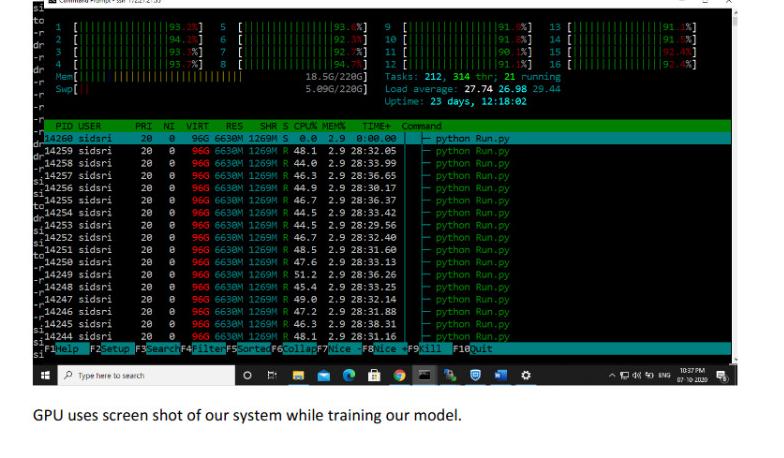 Command Prompt - ssh 172.27.21.55
1 [93.3%] 5 [93.6%] 9 [91.6%] 13 [91.1%]
2 [94.2%] 6 [92.3%] 10 [91.8%] 14 [91.5%]
3 [93.3%] 7 [92.7%] 11 [90.1%] 15 [92.4%]
4 [93.7%] 8 [94.7%] 12 [91.1%] 16 [92.4%]
Mem[18.5G/220G] Tasks: 212, 314 thr; 21 running
Swp[5.09G/220G] Load average: 27.74 26.98 29.44
Uptime: 23 days, 12:18:02
PID USER PRI NI VIRT RES SHR S CPU% MEM% TIME+ Command
14260 sidsri 20 0 96G 6630M 1269M S 0.0 2.9 0:00.00 python Run.py
14259 sidsri 20 0 96G 6630M 1269M R 48.1 2.9 28:32.05 python Run.py
14258 sidsri 20 0 96G 6630M 1269M R 44.0 2.9 28:33.99 python Run.py
14257 sidsri 20 0 96G 6630M 1269M R 46.3 2.9 28:36.65 python Run.py
14256 sidsri 20 0 96G 6630M 1269M R 44.9 2.9 28:30.17 python Run.py
14255 sidsri 20 0 96G 6630M 1269M R 46.7 2.9 28:36.37 python Run.py
14254 sidsri 20 0 96G 6630M 1269M R 44.5 2.9 28:33.42 python Run.py
14253 sidsri 20 0 96G 6630M 1269M R 44.5 2.9 28:29.56 python Run.py
14252 sidsri 20 0 96G 6630M 1269M R 46.7 2.9 28:32.40 python Run.py
14251 sidsri 20 0 96G 6630M 1269M R 48.5 2.9 28:31.60 python Run.py
14250 sidsri 20 0 96G 6630M 1269M R 47.6 2.9 28:33.13 python Run.py
14249 sidsri 20 0 96G 6630M 1269M R 51.2 2.9 28:36.26 python Run.py
14248 sidsri 20 0 96G 6630M 1269M R 45.4 2.9 28:33.25 python Run.py
14247 sidsri 20 0 96G 6630M 1269M R 49.0 2.9 28:32.14 python Run.py
14246 sidsri 20 0 96G 6630M 1269M R 47.2 2.9 28:31.88 python Run.py
14245 sidsri 20 0 96G 6630M 1269M R 46.3 2.9 28:38.31 python Run.py
14244 sidsri 20 0 96G 6630M 1269M R 48.1 2.9 28:31.16 python Run.py
F1Help F2Setup F3SearchF4FilterF5SortedF6CollapF7Nice -F8Nice +F9Kill F10Quit
Type here to search ENG 10:37 PM
07-10-2020
GPU uses screen shot of our system while training our model.